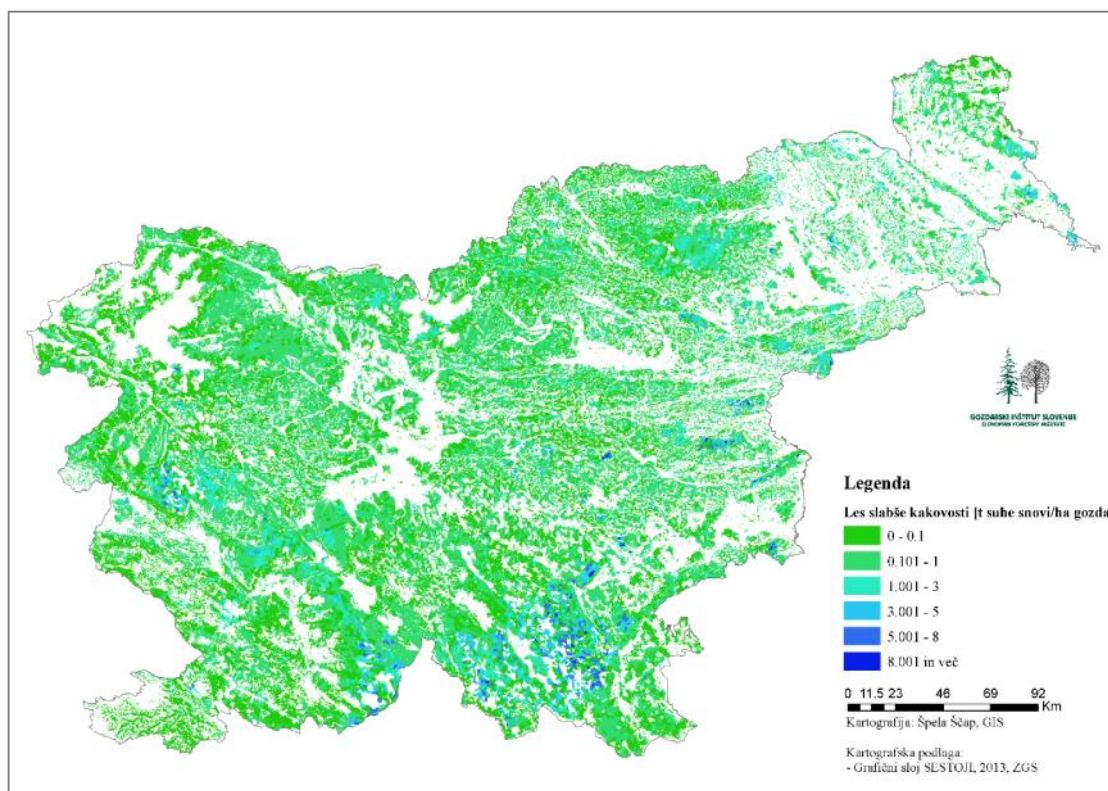 GOZDARSKI INŠTITUT SLOVENIJE
SLOVENIAN FORESTRY INSTITUTE
Legenda
Les slabše kakovosti [t suhe snovi/ha gozda
0 - 0.1
0.101 - 1
1.001 - 3
3.001 - 5
5.001 - 8
8.001 in več
0 11.5 23 46 69 92
Km
Kartografija: Špela Ščap, GIS
Kartografska podlaga:
- Grafični sloj SESTOJI, 2013, ZGS